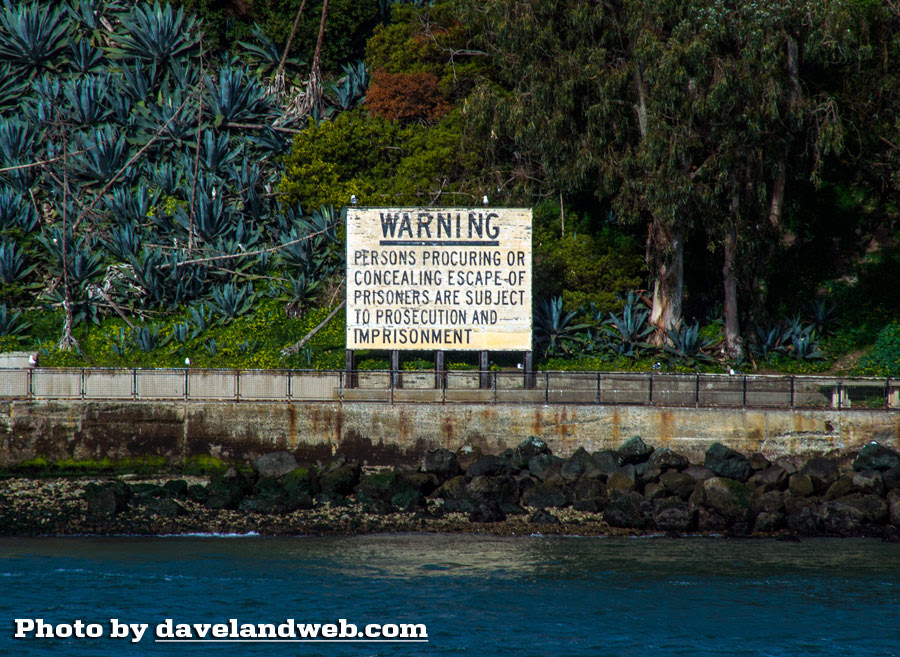 WARNING
PERSONS PROCURING OR
CONCEALING ESCAPE OF
PRISONERS ARE SUBJECT
TO PROSECUTION AND
IMPRISONMENT
Photo by davelandweb.com